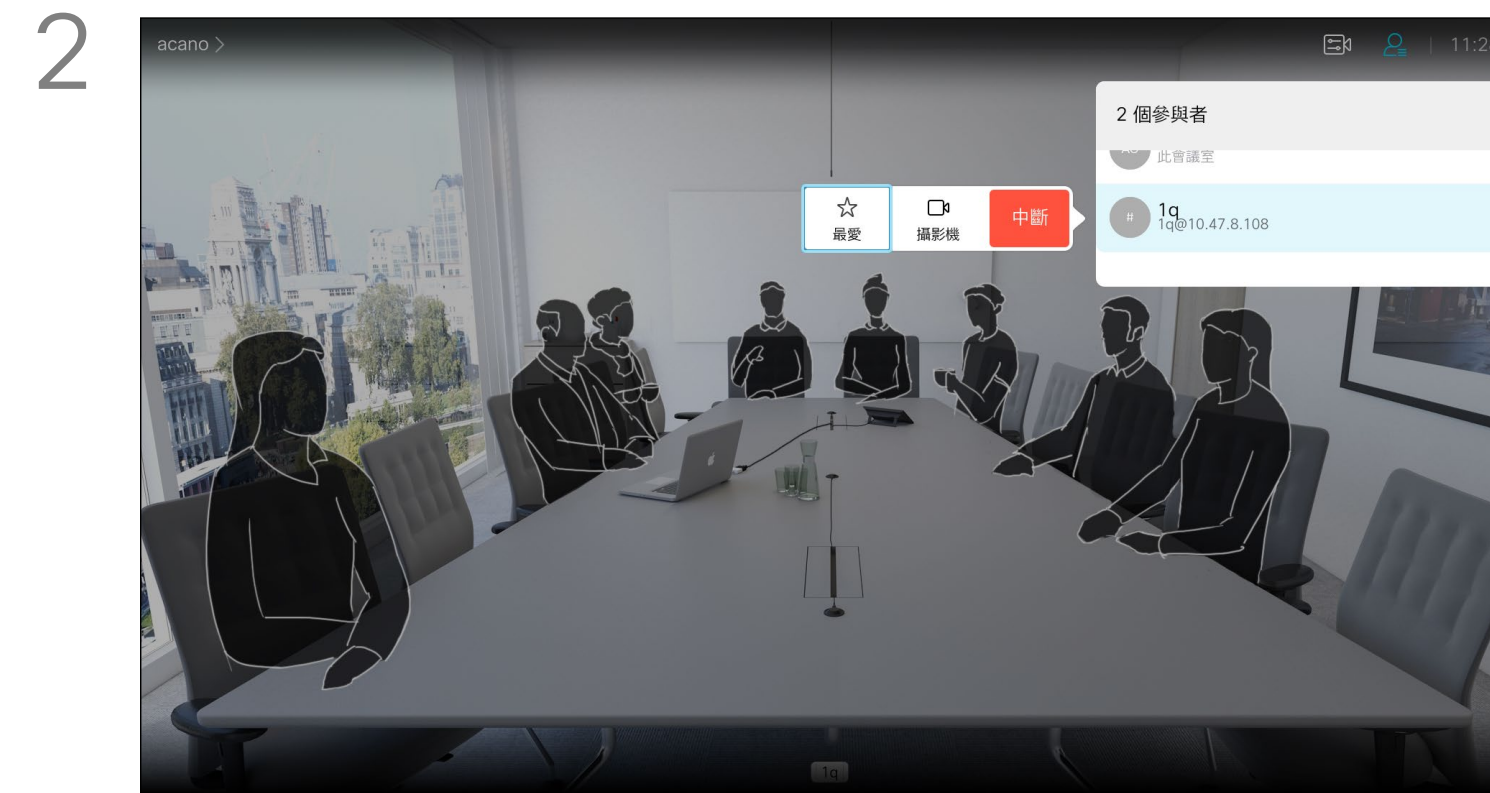 2
acano >
11:2
2 個參與者
此會議室
# 1q
1q@10.47.8.108
最愛
攝影機
中斷
1q